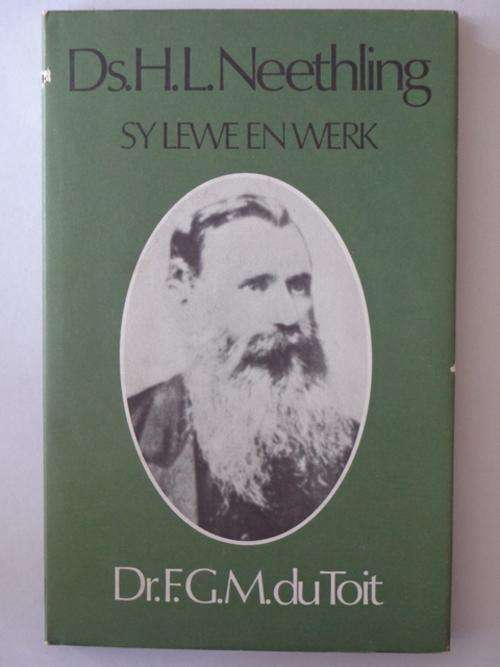 Ds. H. L. Neethling
SY LEWE EN WERK
Dr. F. G. M. du Toit